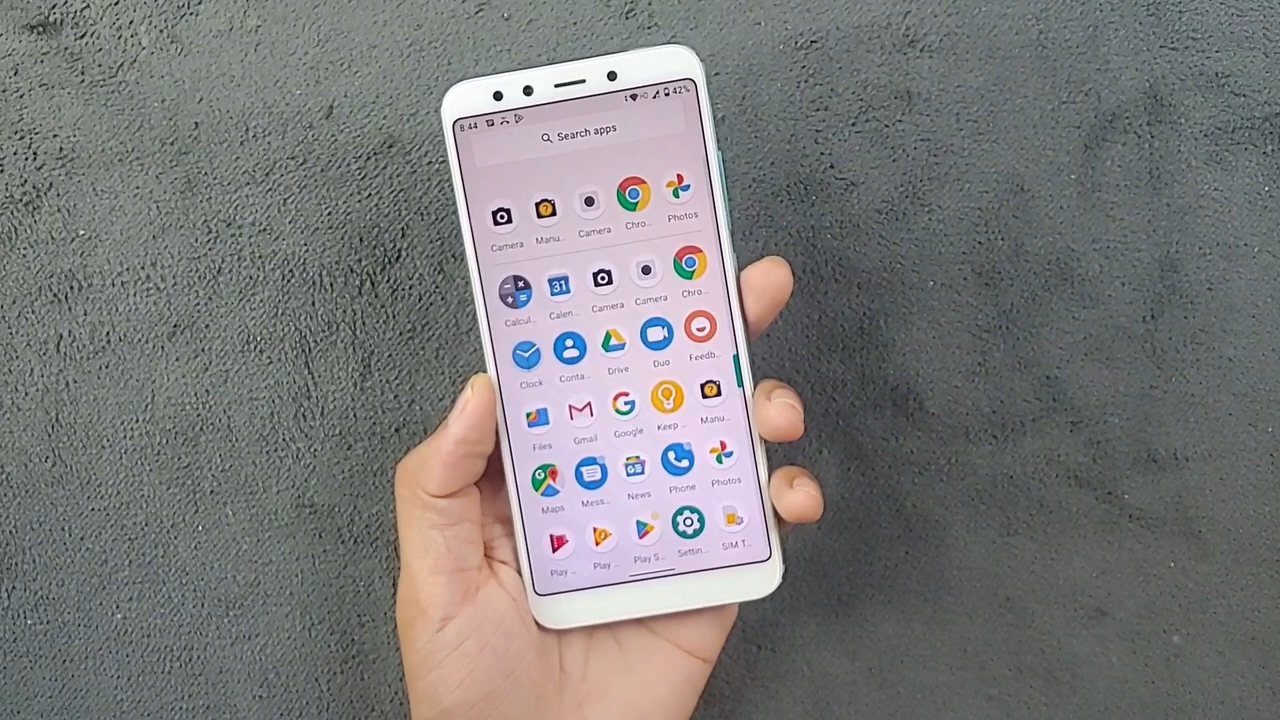 8:44 HD 42%
Search apps
Camera Manu... Camera Chro... Photos
Calcul... Calen... Camera Camera Chro...
31
Clock Conta... Drive Duo Feedb...
Files Gmail Google Keep ... Manu...
Maps Mess... News Phone Photos
Play ... Play ... Play S... Settin... SIM T...